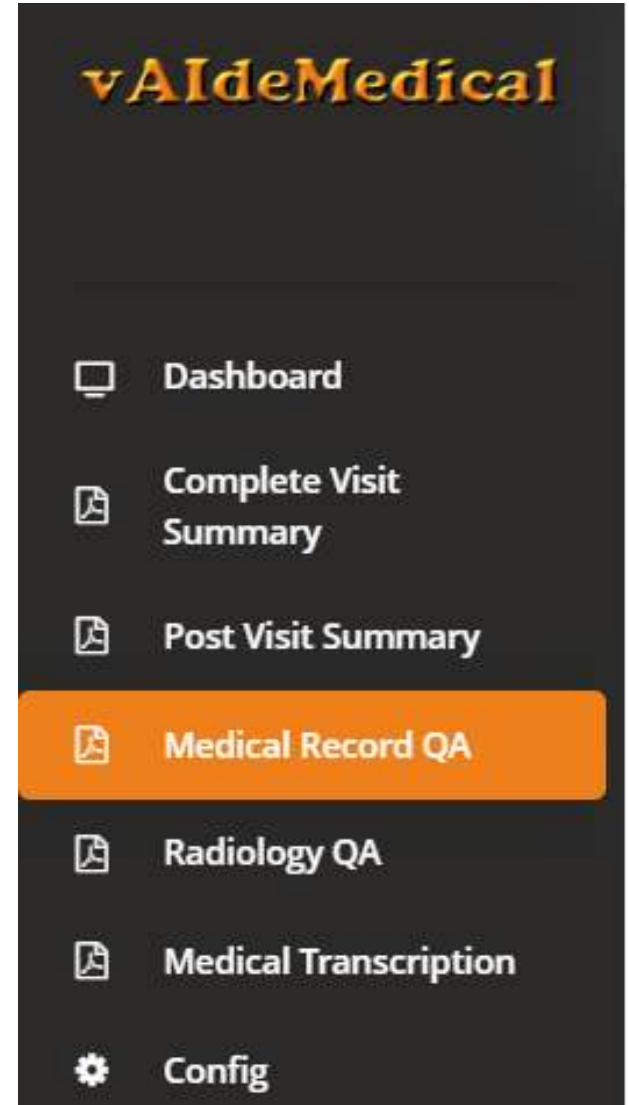 vAIdeMedical
Dashboard
Complete Visit
Summary
Post Visit Summary
Medical Record QA
Radiology QA
Medical Transcription
Config